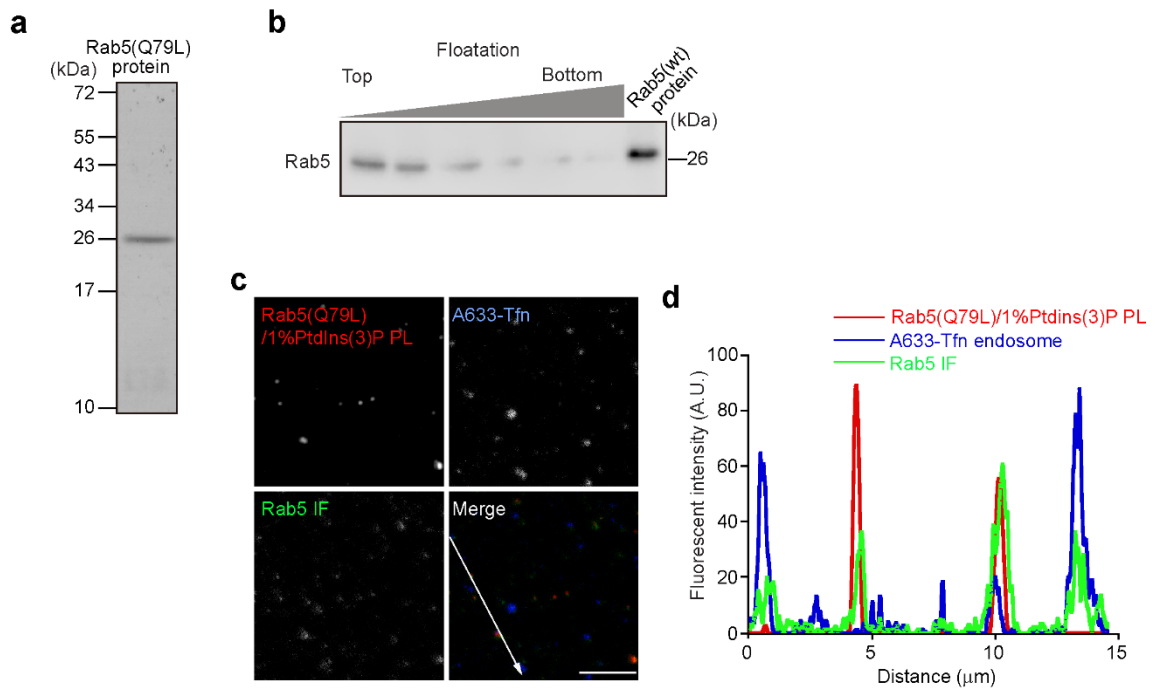 a
Rab5(Q79L)
protein
(kDa)
72
55
43
34
26
17
10
b
Floatation
Top
Bottom
Rab5(wt)
protein
(kDa)
Rab5
26
c
Rab5(Q79L)
/1%PtdIns(3)P PL
A633-Tfn
Rab5 IF
Merge
d
Rab5(Q79L)/1%Ptdins(3)P PL
A633-Tfn endosome
Rab5 IF
Fluorescent intensity (A.U.)
100
80
60
40
20
0
0
5
10
15
Distance (μm)